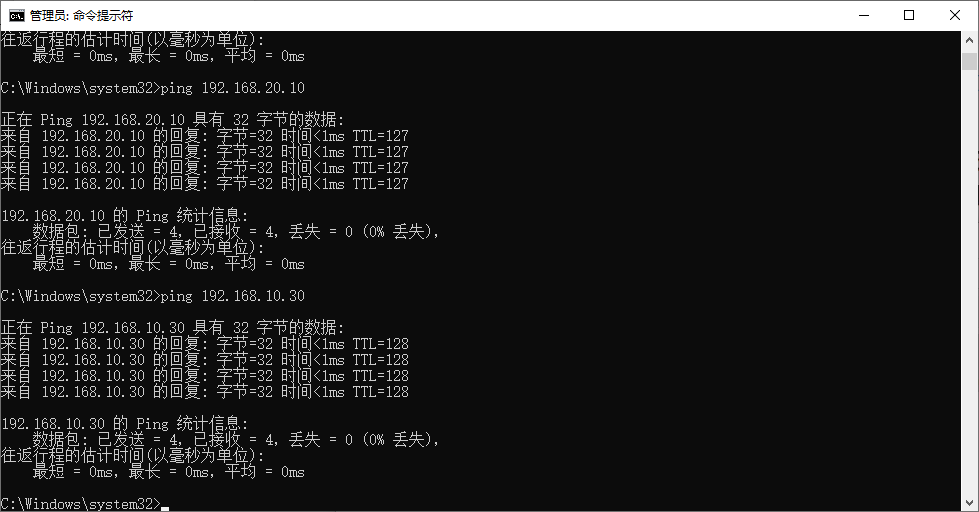 管理员: 命令提示符
往返行程的估计时间(以毫秒为单位):
    最短 = 0ms，最长 = 0ms，平均 = 0ms
C:\Windows\system32>ping 192.168.20.10
正在 Ping 192.168.20.10 具有 32 字节的数据:
来自 192.168.20.10 的回复: 字节=32 时间<1ms TTL=127
来自 192.168.20.10 的回复: 字节=32 时间<1ms TTL=127
来自 192.168.20.10 的回复: 字节=32 时间<1ms TTL=127
来自 192.168.20.10 的回复: 字节=32 时间<1ms TTL=127
192.168.20.10 的 Ping 统计信息:
    数据包: 已发送 = 4，已接收 = 4，丢失 = 0 (0% 丢失)，
往返行程的估计时间(以毫秒为单位):
    最短 = 0ms，最长 = 0ms，平均 = 0ms
C:\Windows\system32>ping 192.168.10.30
正在 Ping 192.168.10.30 具有 32 字节的数据:
来自 192.168.10.30 的回复: 字节=32 时间<1ms TTL=128
来自 192.168.10.30 的回复: 字节=32 时间<1ms TTL=128
来自 192.168.10.30 的回复: 字节=32 时间<1ms TTL=128
来自 192.168.10.30 的回复: 字节=32 时间<1ms TTL=128
192.168.10.30 的 Ping 统计信息:
    数据包: 已发送 = 4，已接收 = 4，丢失 = 0 (0% 丢失)，
往返行程的估计时间(以毫秒为单位):
    最短 = 0ms，最长 = 0ms，平均 = 0ms
C:\Windows\system32>